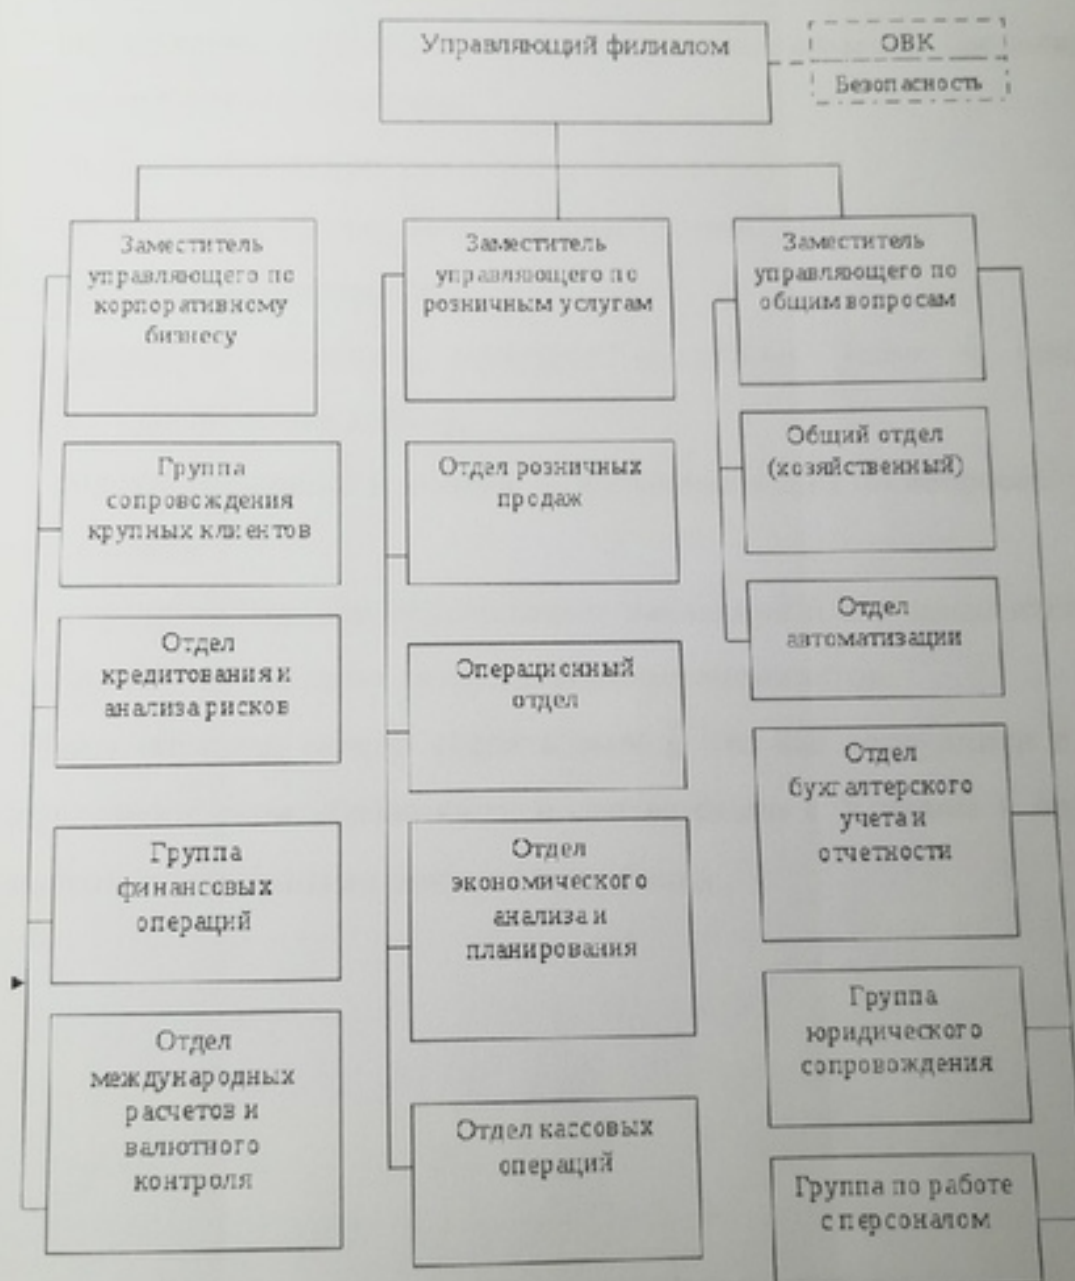 Управляющий филиалом
ОВК
Безопасность
Заместитель
управляющего по
корпоративному
бизнесу
Группа
сопровождения
крупных клиентов
Отдел
кредитования и
анализа рисков
Группа
финансовых
операций
Отдел
международных
расчетов и
валютного
контроля
Заместитель
управляющего по
розничным услугам
Отдел розничных
продаж
Операционный
отдел
Отдел
экономического
анализа и
планирования
Отдел кассовых
операций
Заместитель
управляющего по
общим вопросам
Общий отдел
(хозяйственный)
Отдел
автоматизации
Отдел
бухгалтерского
учета и
отчетности
Группа
юридического
сопровождения
Группа по работе
с персоналом